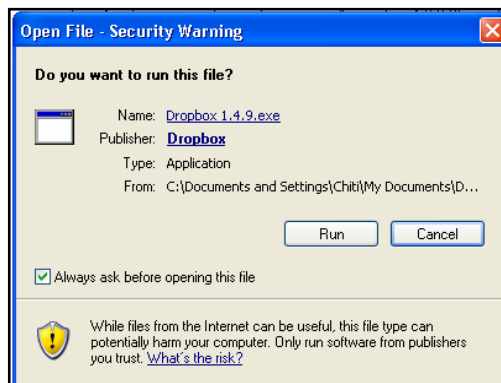 Open File - Security Warning
Do you want to run this file?
Name: Dropbox 1.4.9.exe
Publisher: Dropbox
Type: Application
From: C:\Documents and Settings\Chiti\My Documents\D...
Run Cancel
Always ask before opening this file
While files from the Internet can be useful, this file type can
potentially harm your computer. Only run software from publishers
you trust. What's the risk?